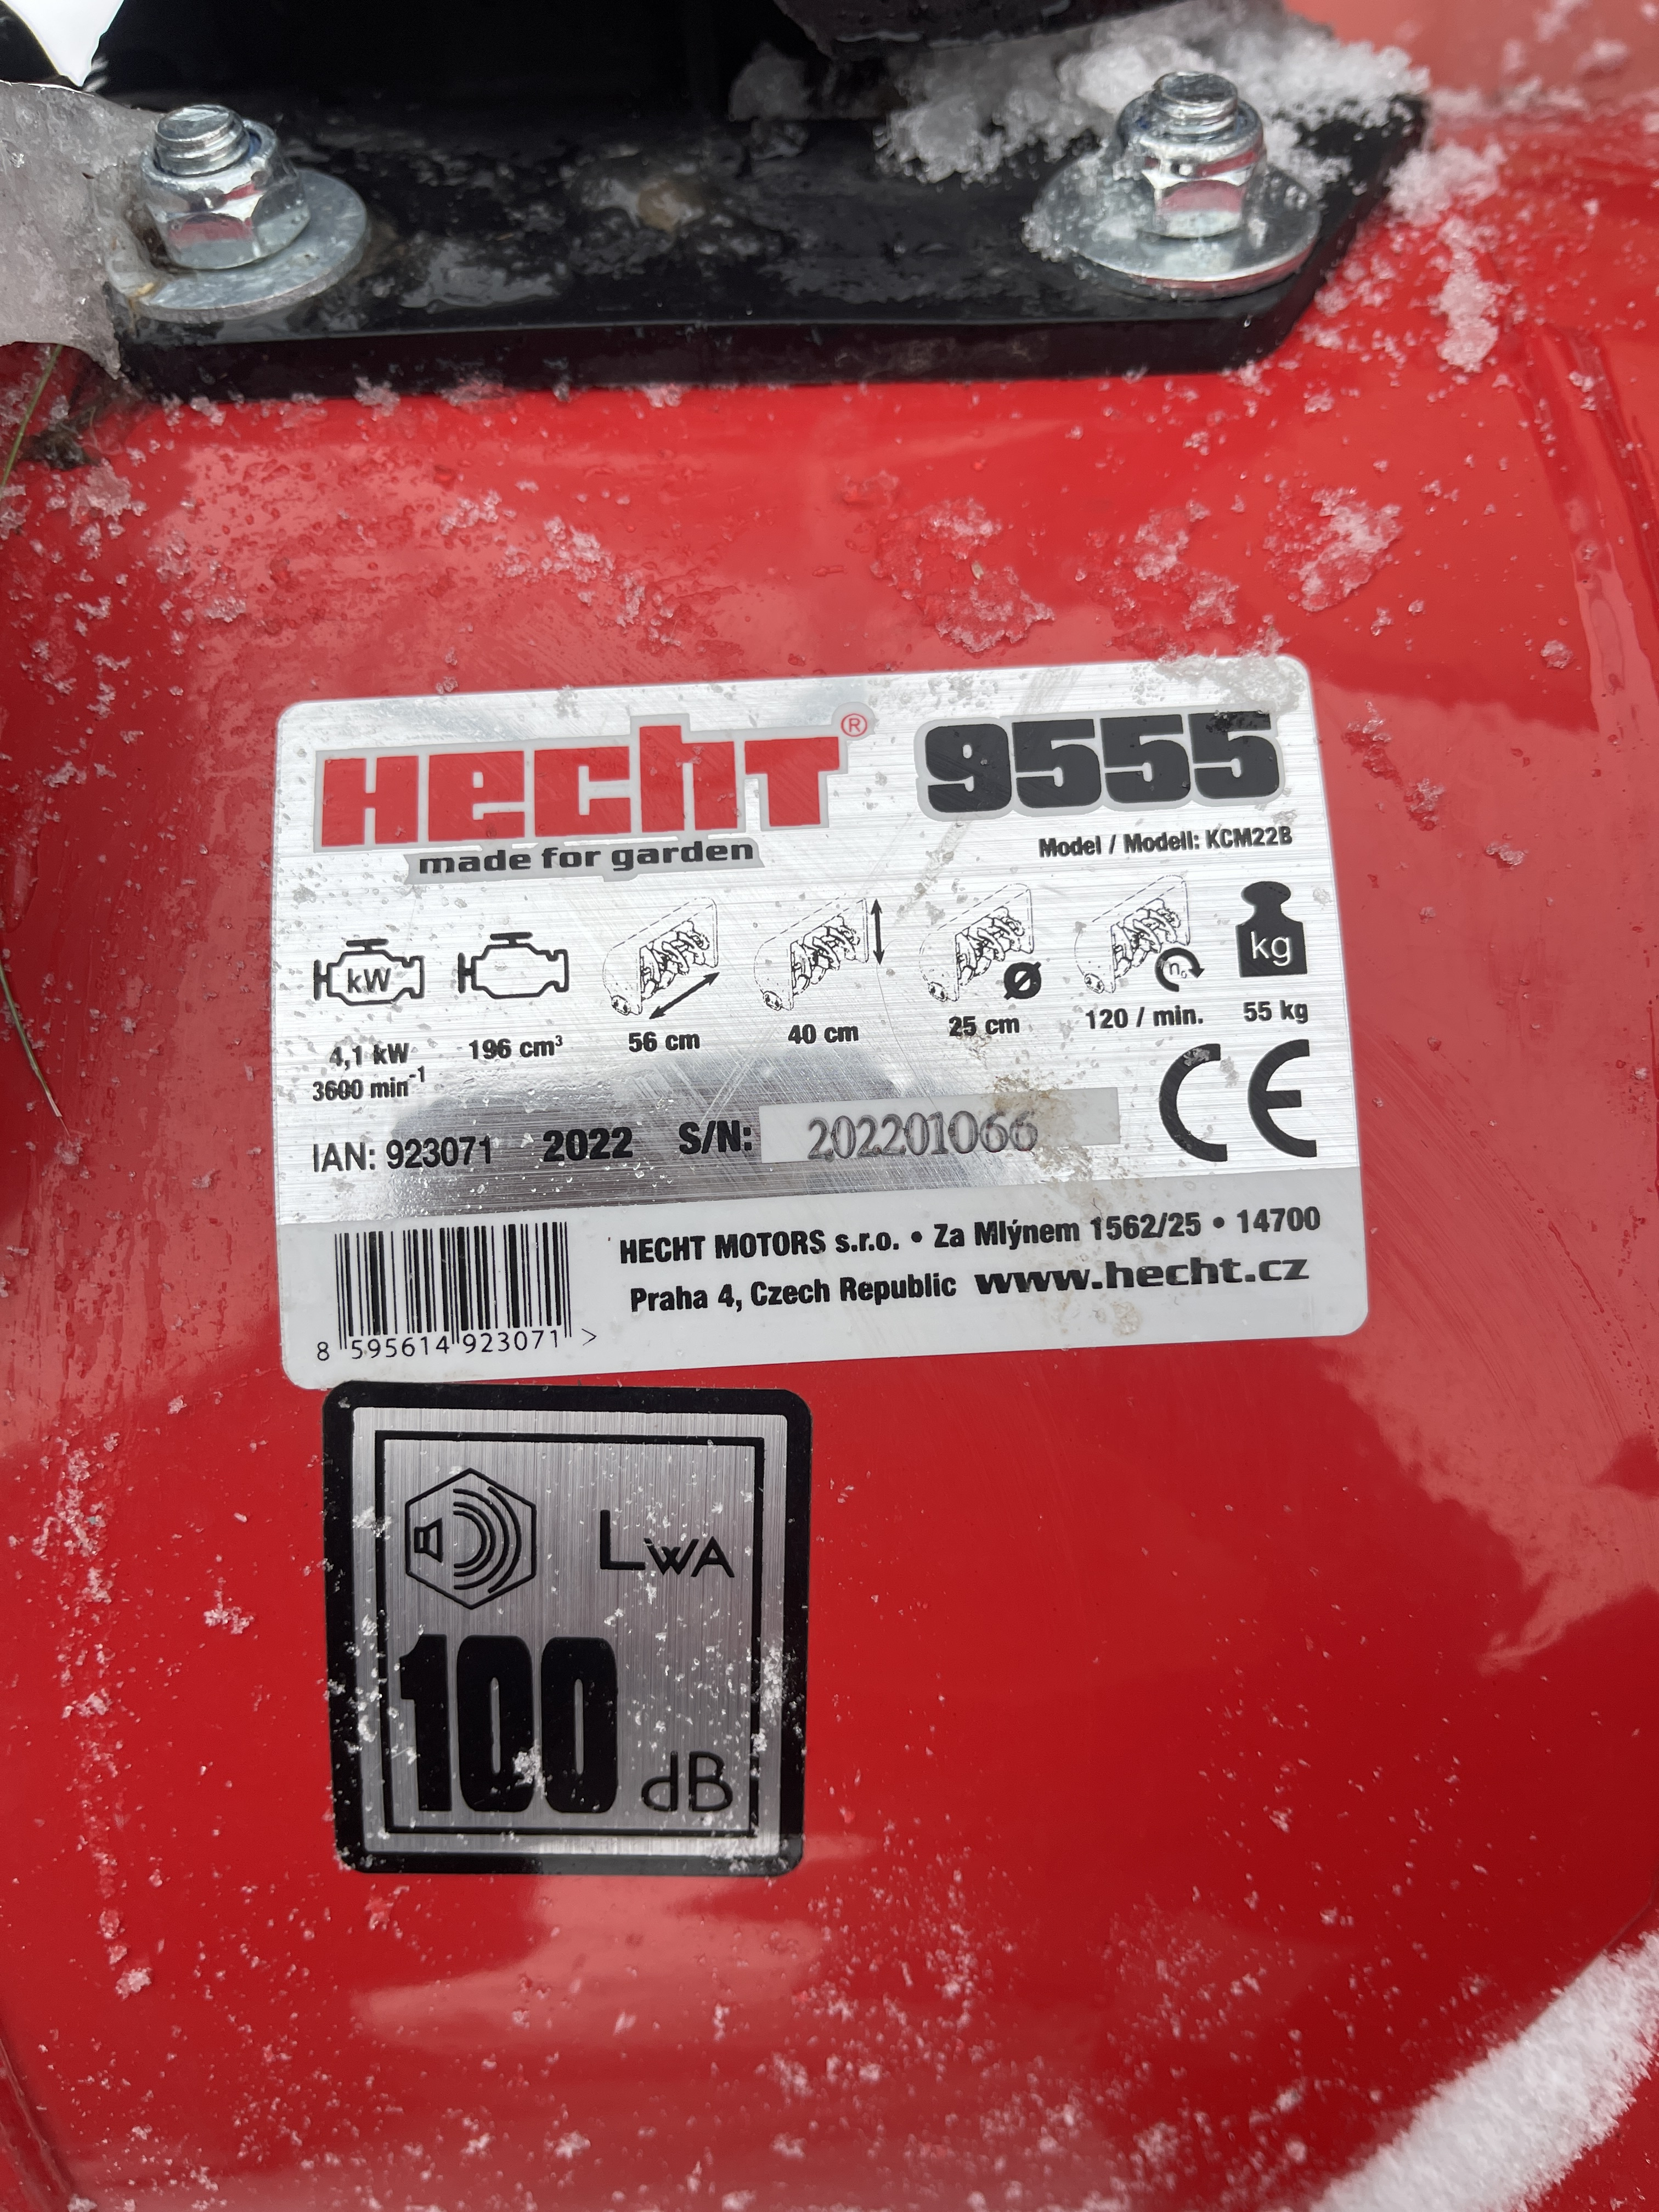 HECHT® 9555
made for garden
Model / Modell: KCM22B
kW
kg
n₀
4,1 kW
3600 min⁻¹
196 cm³
56 cm
40 cm
25 cm
120 / min.
55 kg
IAN: 923071 2022 S/N: 202201066
CE
HECHT MOTORS s.r.o. • Za Mlýnem 1562/25 • 14700
Praha 4, Czech Republic www.hecht.cz
8 595614 923071 >
LWA
100 dB